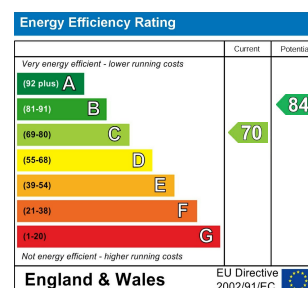 Energy Efficiency Rating
Current Potentia
Very energy efficient - lower running costs
(92 plus) A
(81-91) B 84
(69-80) C 70
(55-68) D
(39-54) E
(21-38) F
(1-20) G
Not energy efficient - higher running costs
England & Wales
EU Directive
2002/91/EC